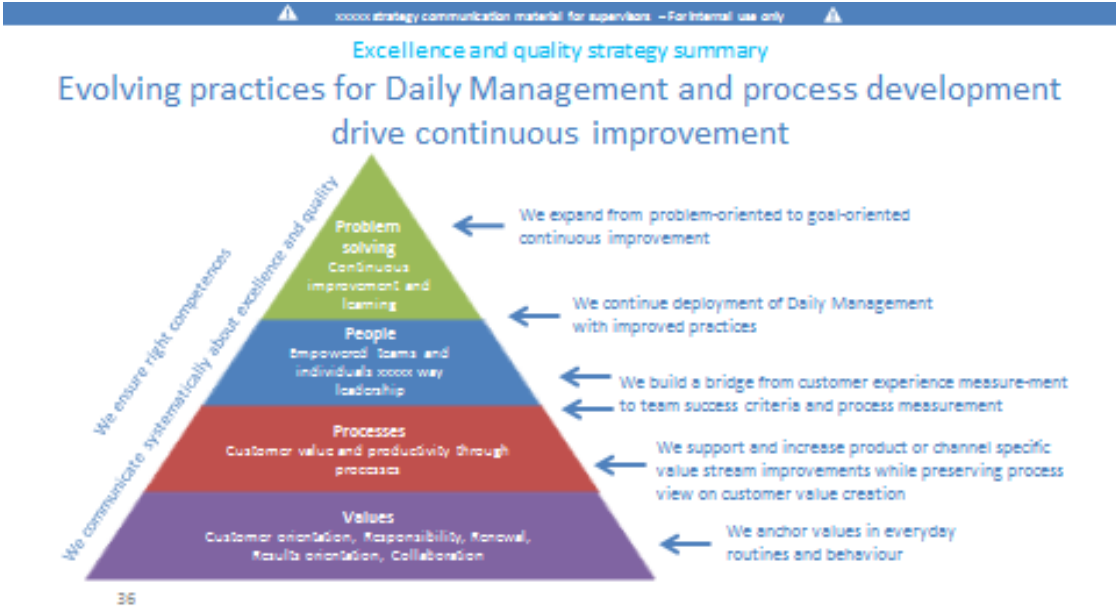 xxxxx strategy communication material for supervisors – For internal use only
Excellence and quality strategy summary
Evolving practices for Daily Management and process development
drive continuous improvement
We ensure right competences
We communicate systematically about excellence and quality
Problem
solving
Continuous
improvement and
learning
We expand from problem-oriented to goal-oriented
continuous improvement
People
Empowered teams and
individuals xxxxx way
leadership
We continue deployment of Daily Management
with improved practices
We build a bridge from customer experience measure-ment
to team success criteria and process measurement
Processes
Customer value and productivity through
processes
We support and increase product or channel specific
value stream improvements while preserving process
view on customer value creation
Values
Customer orientation, Responsibility, Renewal,
Results orientation, Collaboration
We anchor values in everyday
routines and behaviour
36